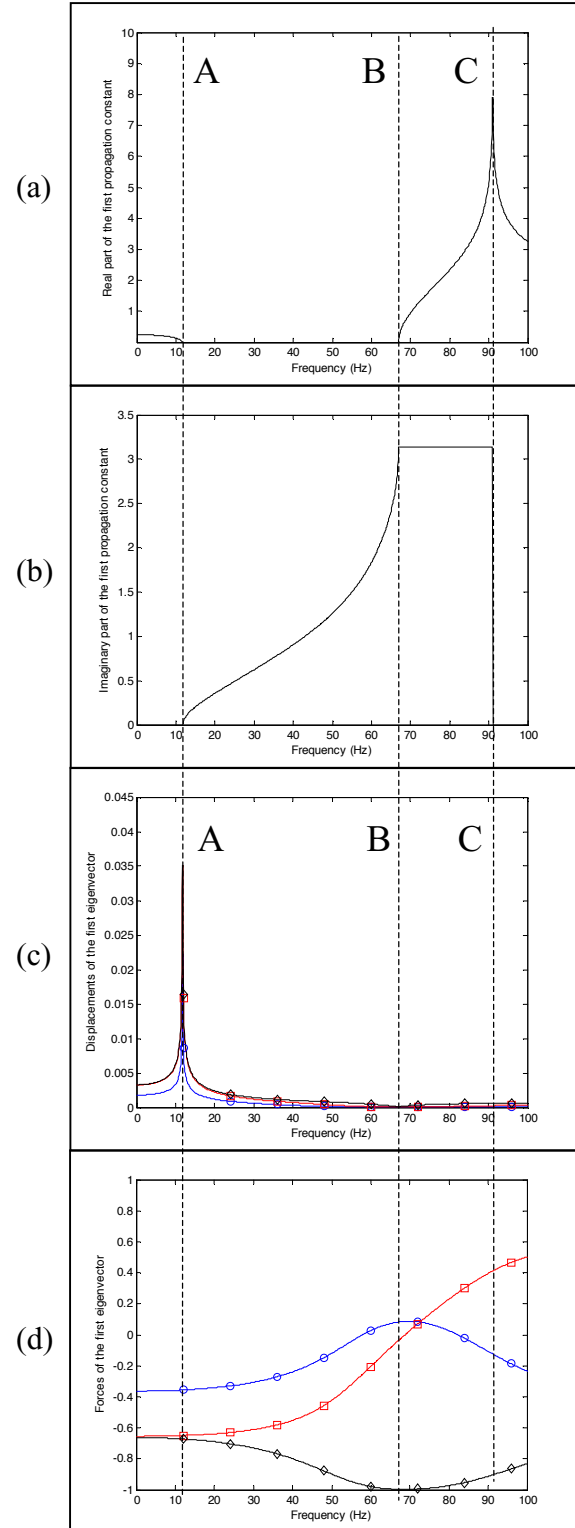 (a)
Real part of the first propagation constant
10
9
8
7
6
5
4
3
2
1
A
B
C
0 10 20 30 40 50 60 70 80 90 100
Frequency (Hz)
(b)
Imaginary part of the first propagation constant
3.5
3
2.5
2
1.5
1
0.5
0
0 10 20 30 40 50 60 70 80 90 100
Frequency (Hz)
(c)
Displacements of the first eigenvector
0.045
0.04
0.035
0.03
0.025
0.02
0.015
0.01
0.005
0
A
B
C
0 10 20 30 40 50 60 70 80 90 100
Frequency (Hz)
(d)
Forces of the first eigenvector
1
0.8
0.6
0.4
0.2
0
-0.2
-0.4
-0.6
-0.8
-1
0 10 20 30 40 50 60 70 80 90 100
Frequency (Hz)